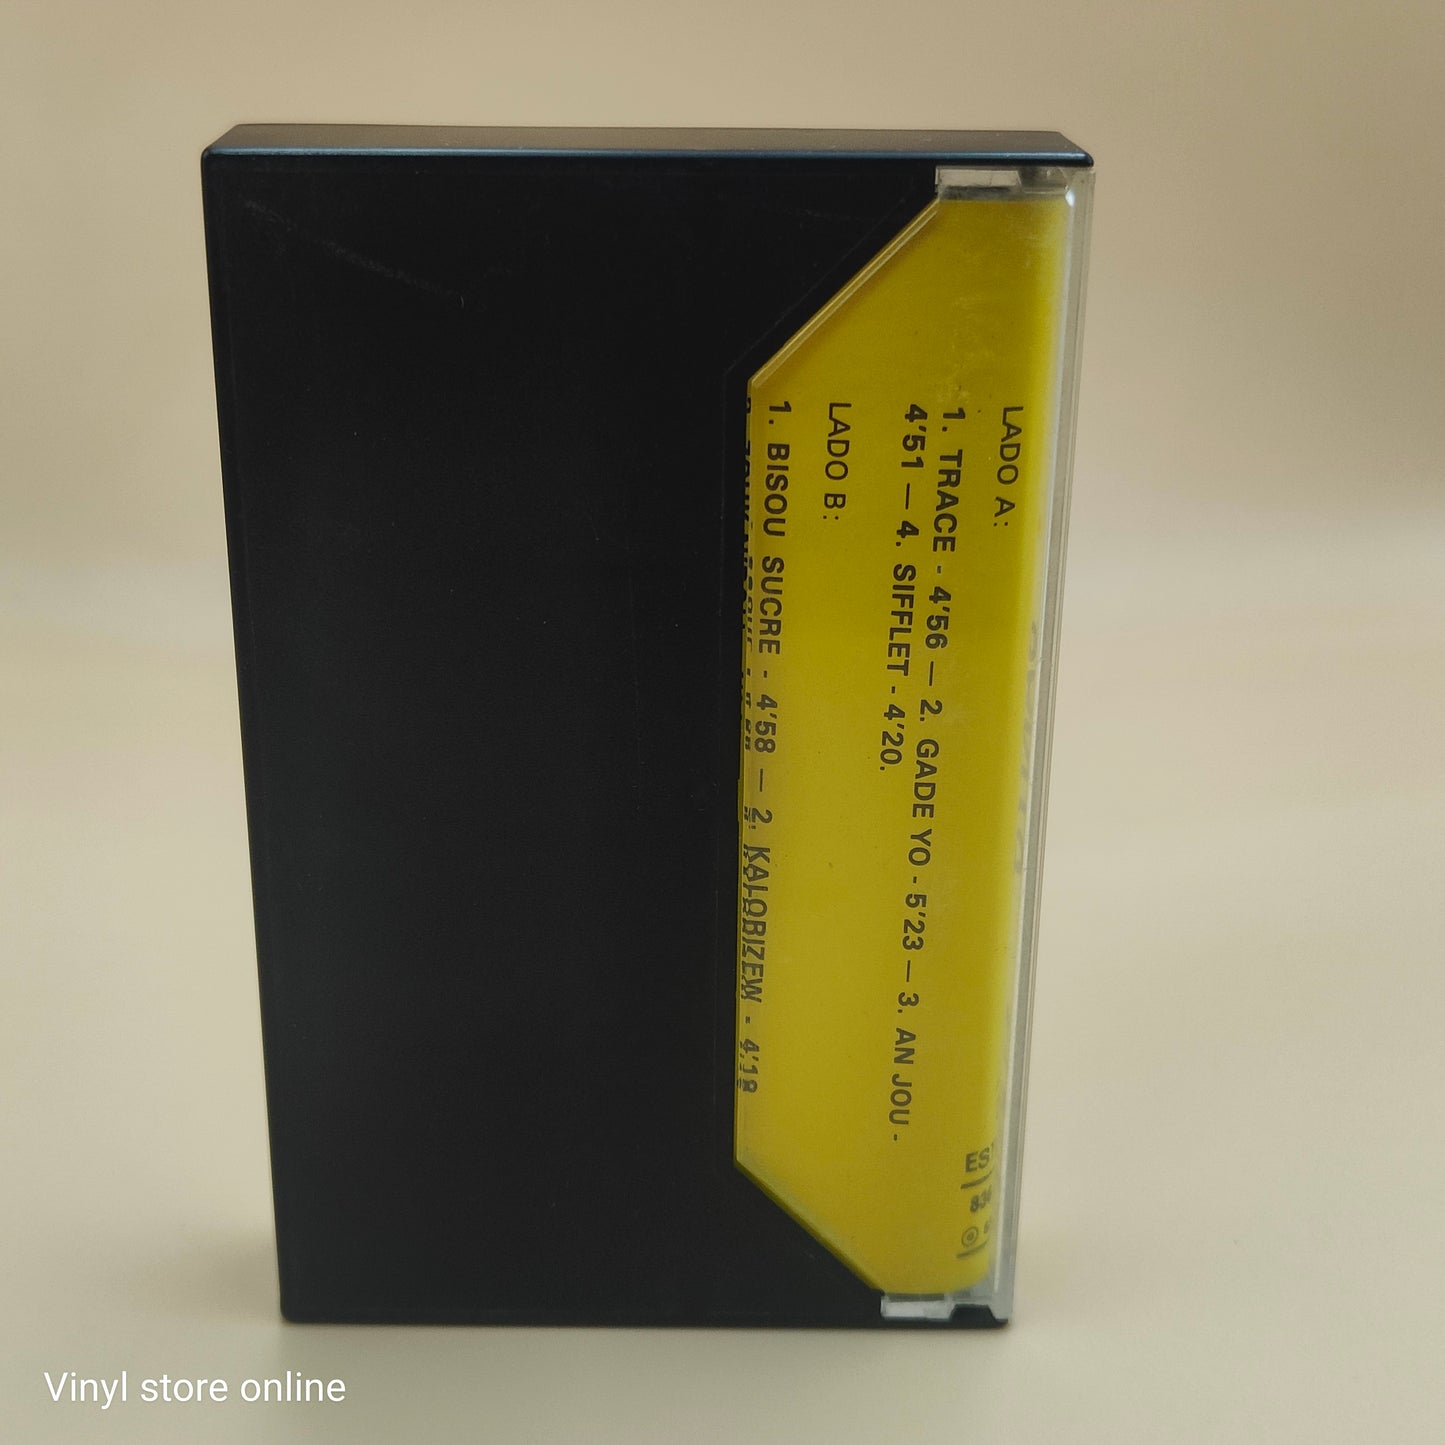 LADO A:
1. TRACE - 4'56 — 2. GADE YO - 5'23 — 3. AN JOU -
4'51 — 4. SIFFLET - 4'20.
LADO B:
1. BISOU SUCRE - 4'58 — 2. KALOBIZEW - 4'18
Vinyl store online